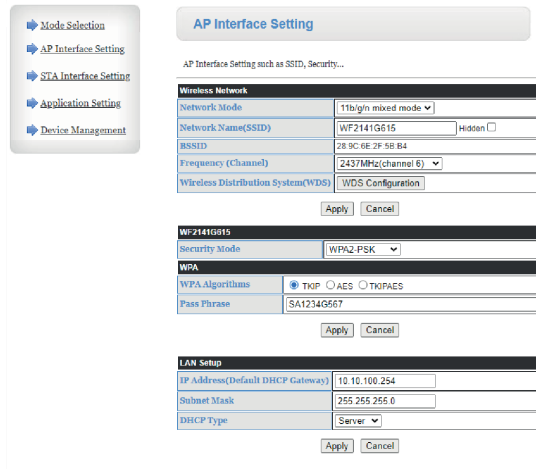 Mode Selection
AP Interface Setting
STA Interface Setting
Application Setting
Device Management
AP Interface Setting
AP Interface Setting such as SSID, Security...
Wireless Network
Network Mode 11b/g/n mixed mode
Network Name(SSID) WF2141G615 Hidden
BSSID 28:9C:6E:2F:5B:B4
Frequency (Channel) 2437MHz(channel 6)
Wireless Distribution System(WDS) WDS Configuration
Apply Cancel
WF2141G615
Security Mode WPA2-PSK
WPA
WPA Algorithms TKIP AES TKIPAES
Pass Phrase SA1234G567
Apply Cancel
LAN Setup
IP Address(Default DHCP Gateway) 10.10.100.254
Subnet Mask 255.255.255.0
DHCP Type Server
Apply Cancel